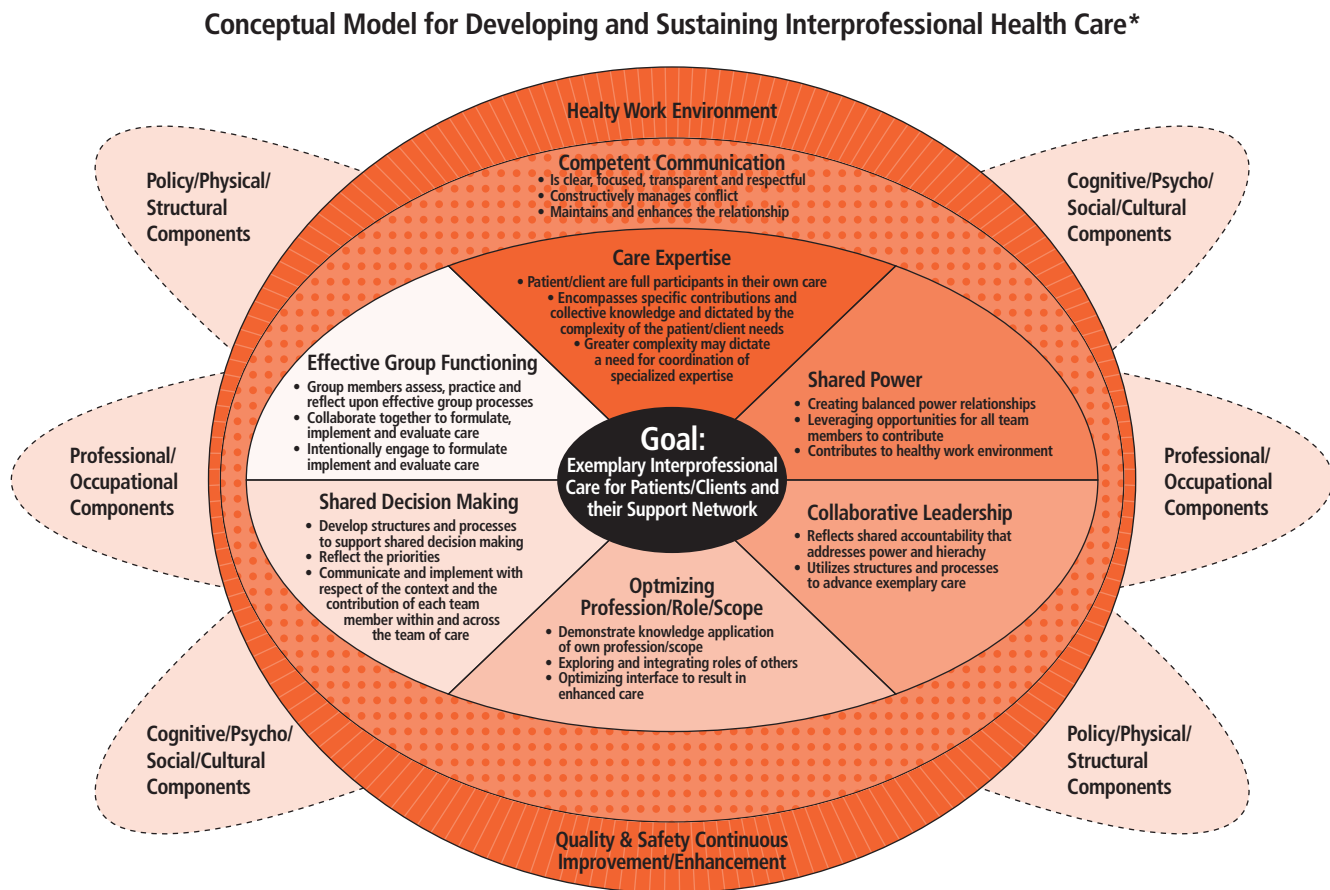 Conceptual Model for Developing and Sustaining Interprofessional Health Care*
Healty Work Environment
Competent Communication
• Is clear, focused, transparent and respectful
• Constructively manages conflict
• Maintains and enhances the relationship
Policy/Physical/
Structural
Components
Cognitive/Psycho/
Social/Cultural
Components
Care Expertise
• Patient/client are full participants in their own care
• Encompasses specific contributions and
collective knowledge and dictated by the
complexity of the patient/client needs
• Greater complexity may dictate
a need for coordination of
specialized expertise
Effective Group Functioning
• Group members assess, practice and
reflect upon effective group processes
• Collaborate together to formulate,
implement and evaluate care
• Intentionally engage to formulate
implement and evaluate care
Shared Power
• Creating balanced power relationships
• Leveraging opportunities for all team
members to contribute
• Contributes to healthy work environment
Goal:
Exemplary Interprofessional
Care for Patients/Clients and
their Support Network
Professional/
Occupational
Components
Professional/
Occupational
Components
Shared Decision Making
• Develop structures and processes
to support shared decision making
• Reflect the priorities
• Communicate and implement with
respect of the context and the
contribution of each team
member within and across
the team of care
Collaborative Leadership
• Reflects shared accountability that
addresses power and hierachy
• Utilizes structures and processes
to advance exemplary care
Optmizing
Profession/Role/Scope
• Demonstrate knowledge application
of own profession/scope
• Exploring and integrating roles of others
• Optimizing interface to result in
enhanced care
Cognitive/Psycho/
Social/Cultural
Components
Policy/Physical/
Structural
Components
Quality & Safety Continuous
Improvement/Enhancement